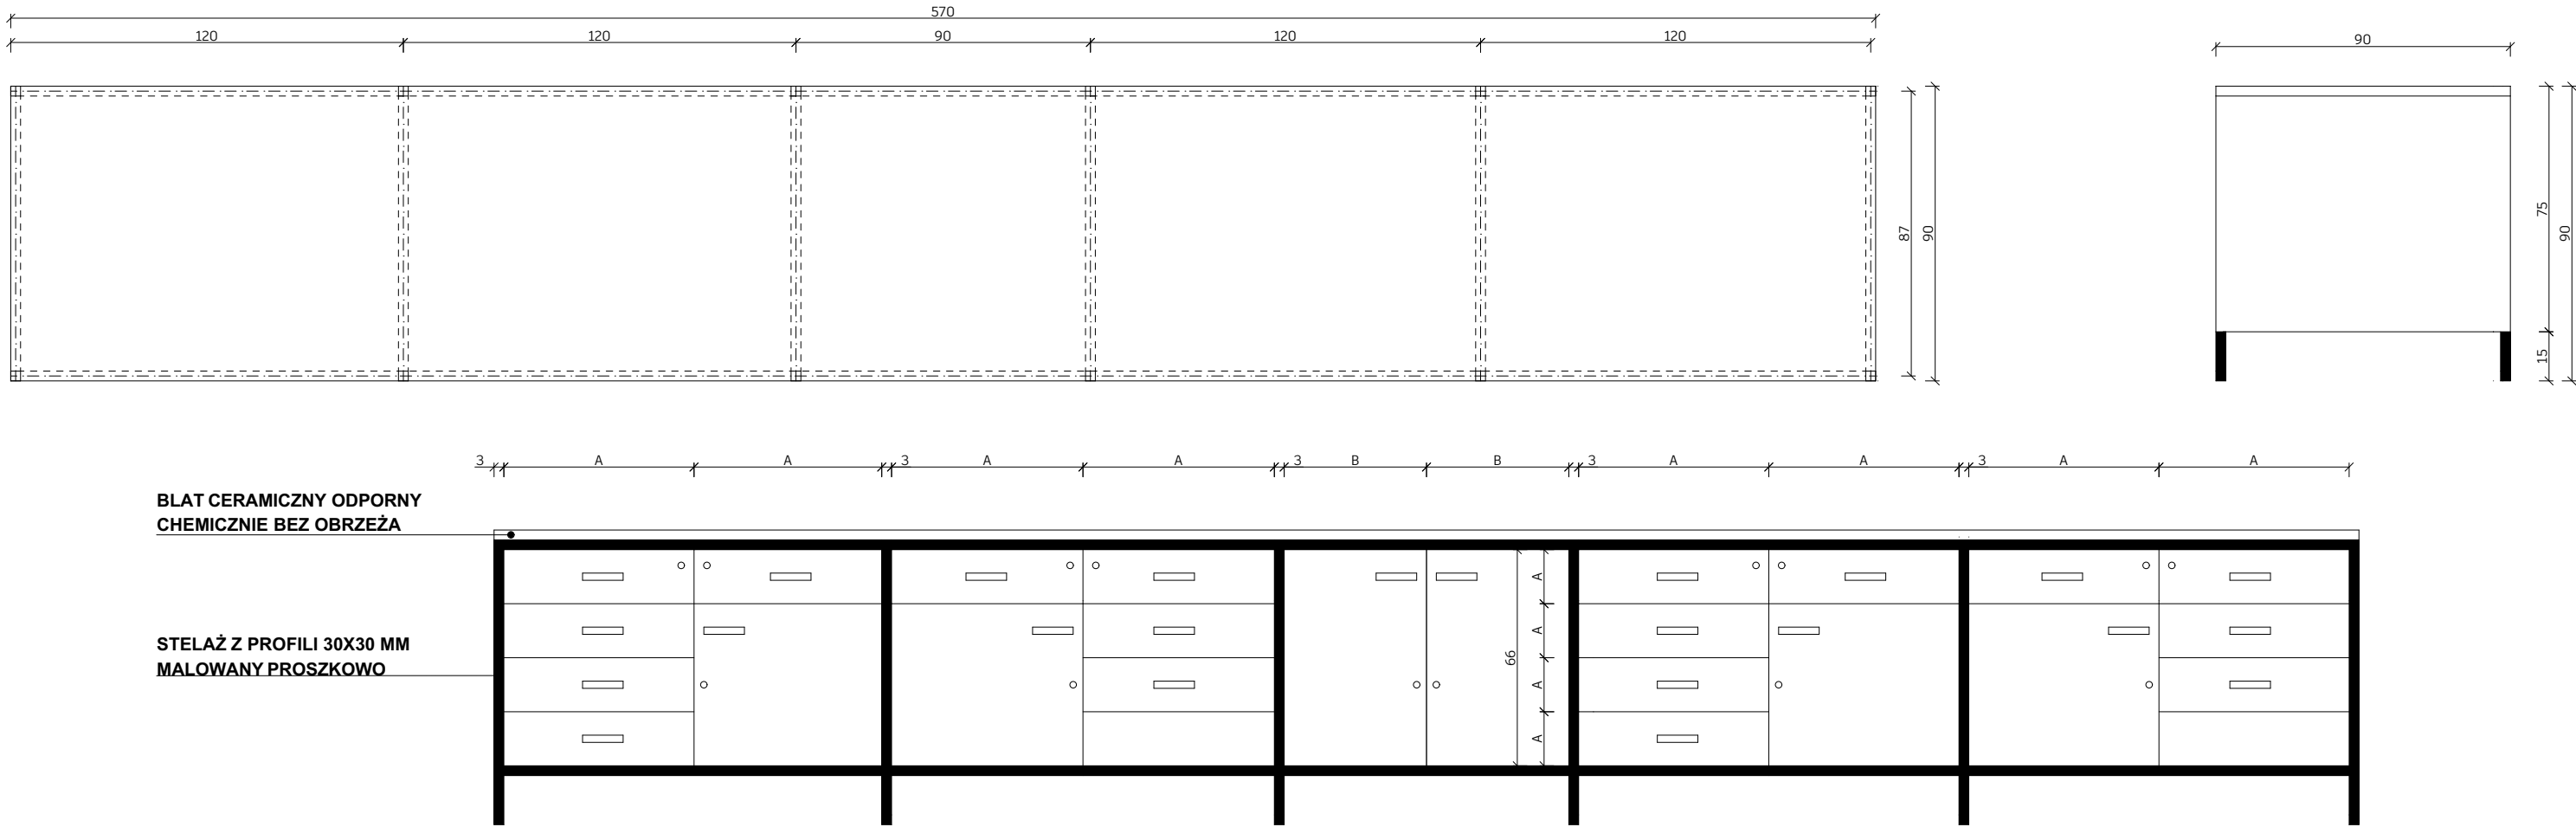 570
120 120 90 120 120
90
87
90
75
15
90
3 A A 3 A A 3 B B 3 A A 3 A A
BLAT CERAMICZNY ODPORNY
CHEMICZNIE BEZ OBRZEŻA
STELAŻ Z PROFILI 30X30 MM
MALOWANY PROSZKOWO
66
A
A
A
A